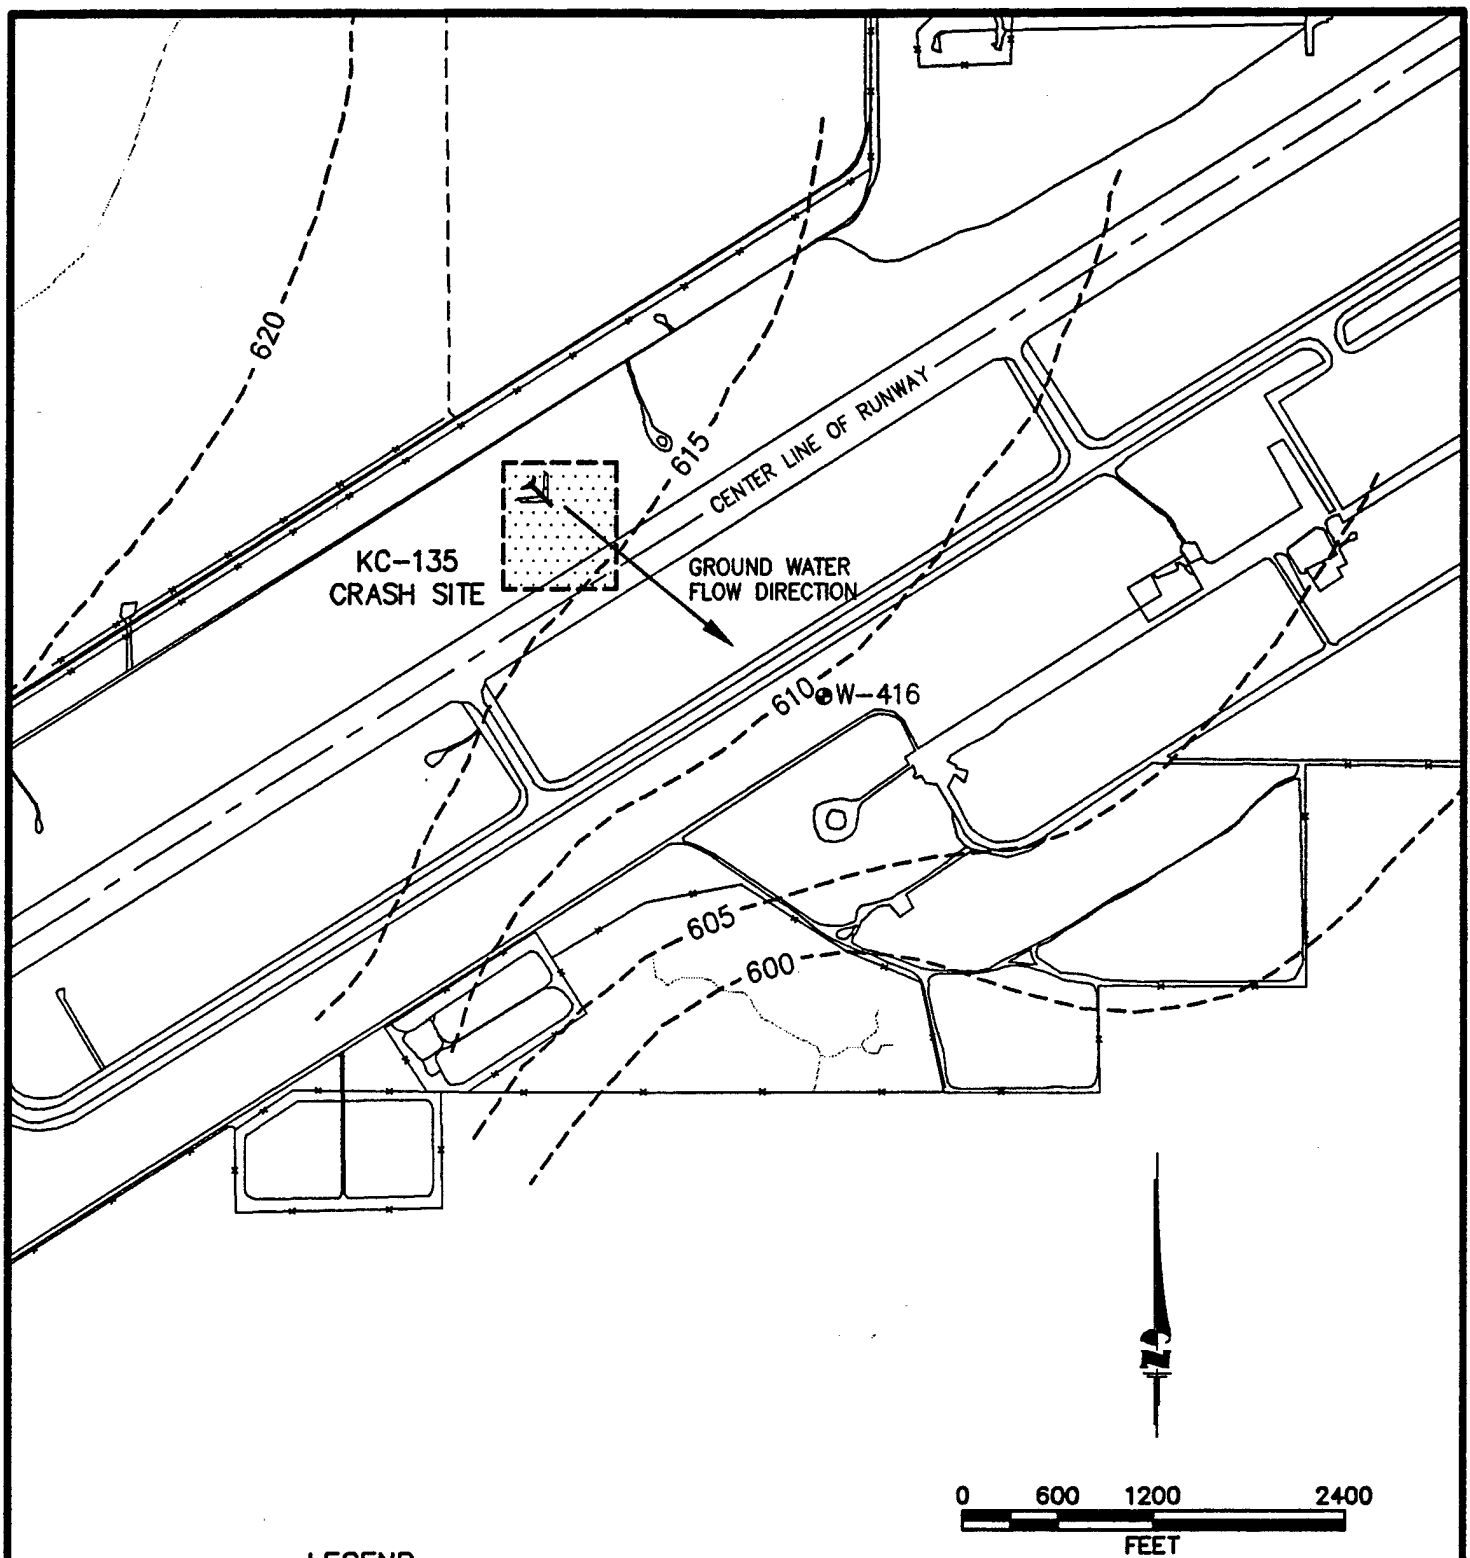 620
615
CENTER LINE OF RUNWAY
KC-135
CRASH SITE
GROUND WATER
FLOW DIRECTION
610
W-416
605
600
N
0 600 1200 2400
FEET
LEGEND